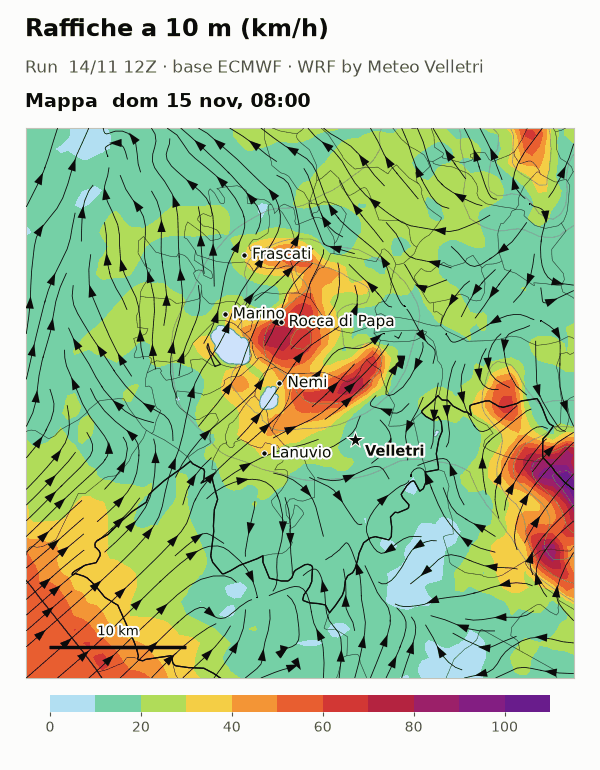 Raffiche a 10 m (km/h)
Run  14/11 12Z · base ECMWF · WRF by Meteo Velletri
Mappa  dom 15 nov, 08:00
Frascati
Marino
Rocca di Papa
Nemi
Velletri
Lanuvio
10 km
0 20 40 60 80 100